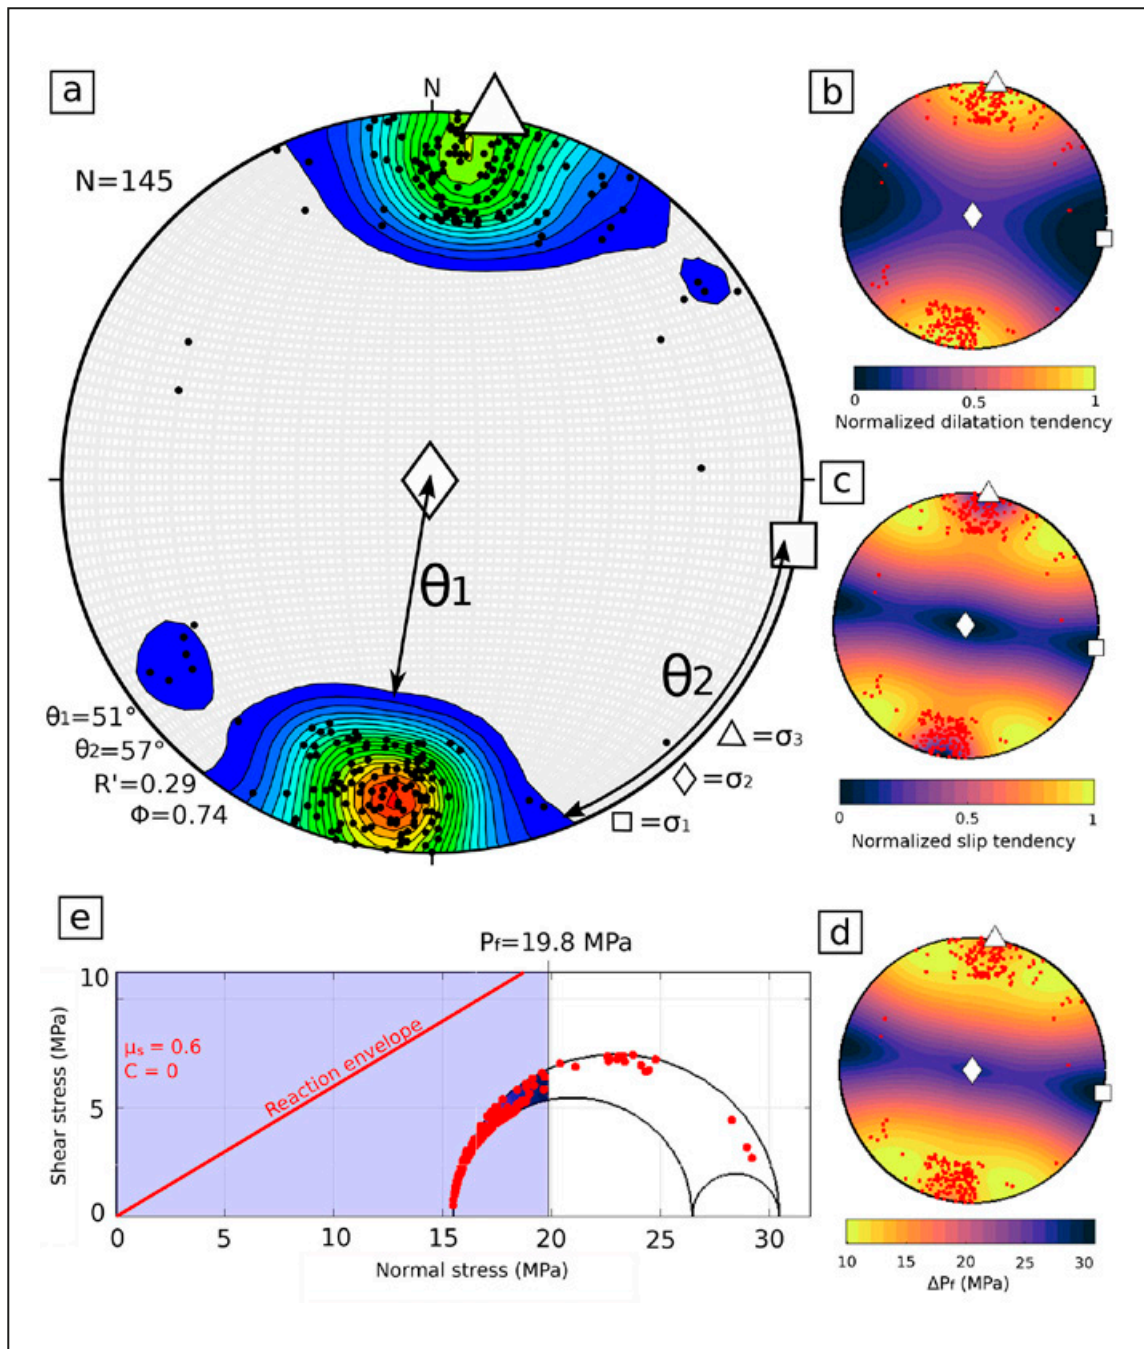 a
N
N=145
θ1
θ2
θ1=51°
θ2=57°
R'=0.29
Φ=0.74
△=σ3
◇=σ2
□=σ1
b
0 0.5 1
Normalized dilatation tendency
c
0 0.5 1
Normalized slip tendency
e
Pf=19.8 MPa
10
5
0
Shear stress (MPa)
μs = 0.6
C = 0
Reaction envelope
0 5 10 15 20 25 30
Normal stress (MPa)
d
10 15 20 25 30
ΔPf (MPa)